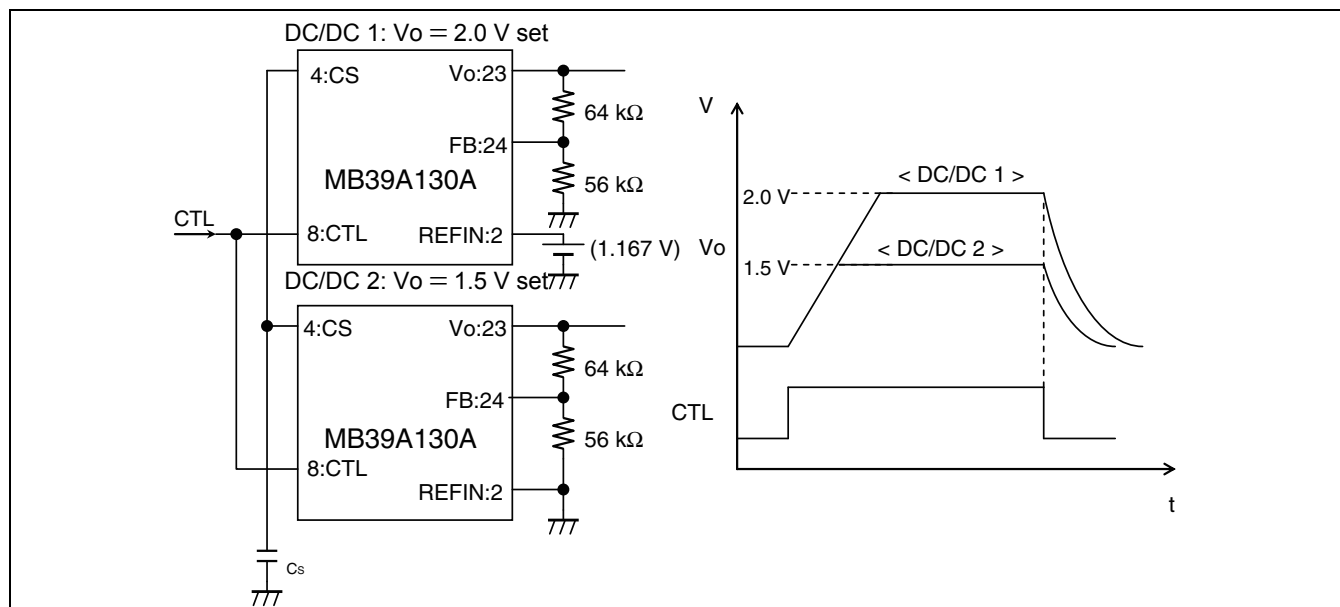 DC/DC 1: Vo = 2.0 V set
4:CS
Vo:23
64 kΩ
FB:24
56 kΩ
MB39A130A
CTL
8:CTL
REFIN:2
(1.167 V)
DC/DC 2: Vo = 1.5 V set
4:CS
Vo:23
64 kΩ
FB:24
56 kΩ
MB39A130A
8:CTL
REFIN:2
Cs
V
< DC/DC 1 >
2.0 V
Vo
< DC/DC 2 >
1.5 V
CTL
t